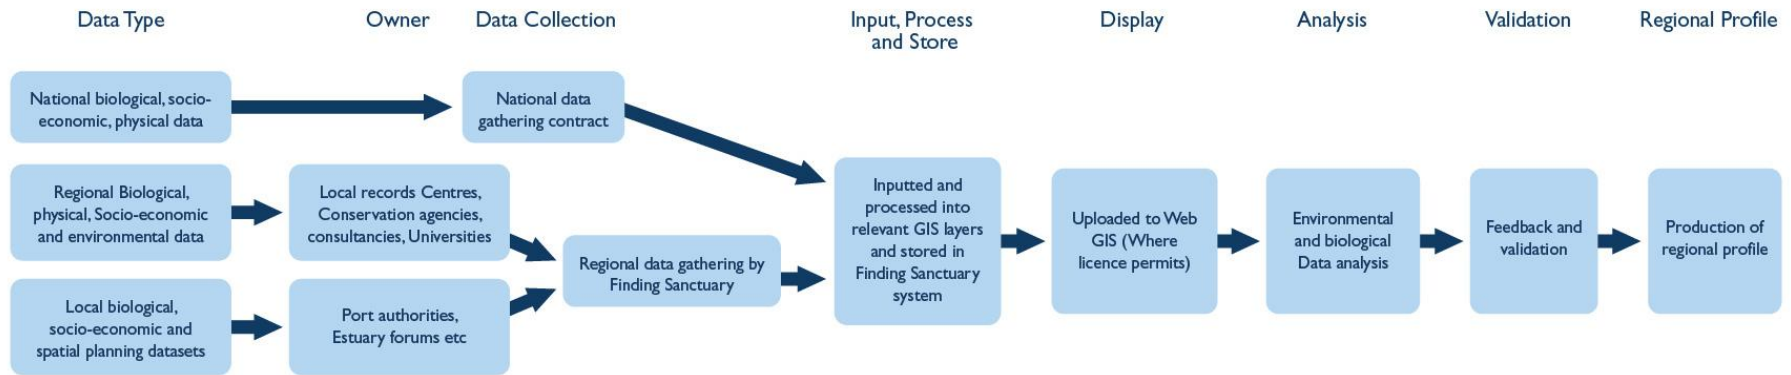 Data Type
Owner
Data Collection
Input, Process
and Store
Display
Analysis
Validation
Regional Profile
National biological, socio-
economic, physical data
National data
gathering contract
Regional Biological,
physical, Socio-economic
and environmental data
Local records Centres,
Conservation agencies,
consultancies, Universities
Local biological,
socio-economic and
spatial planning datasets
Port authorities,
Estuary forums etc
Regional data gathering by
Finding Sanctuary
Inputted and
processed into
relevant GIS layers
and stored in
Finding Sanctuary
system
Uploaded to Web
GIS (Where
licence permits)
Environmental
and biological
Data analysis
Feedback and
validation
Production of
regional profile